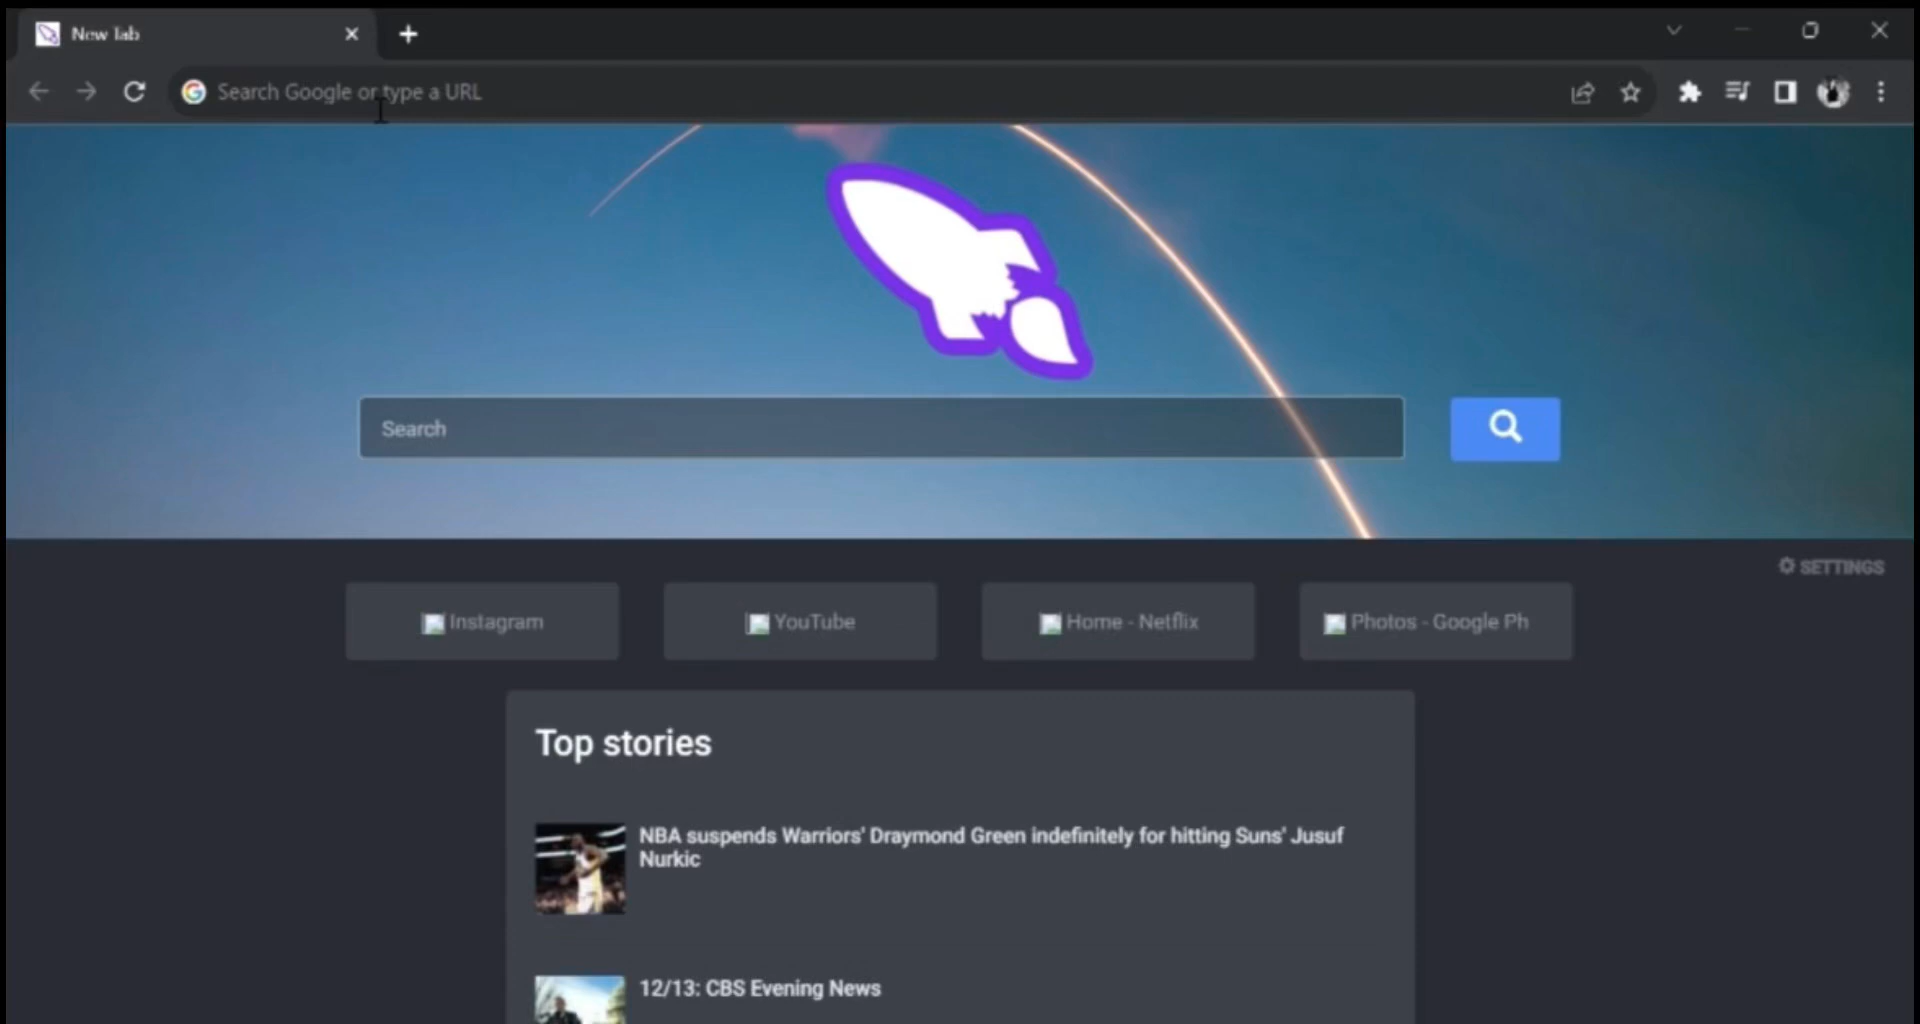 New Tab
Search Google or type a URL
Search
SETTINGS
Instagram
YouTube
Home - Netflix
Photos - Google Ph
Top stories
NBA suspends Warriors' Draymond Green indefinitely for hitting Suns' Jusuf
Nurkic
12/13: CBS Evening News